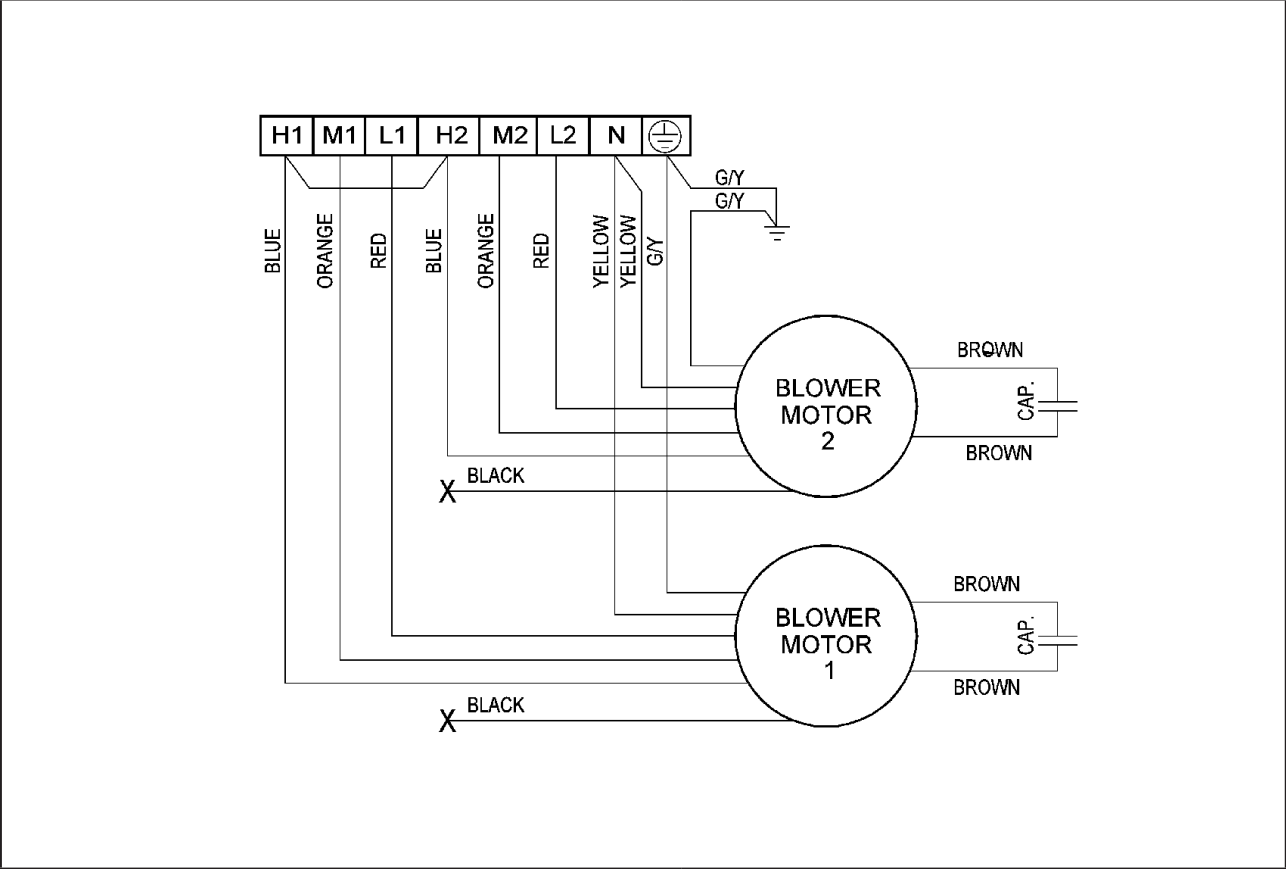 H1 M1 L1 H2 M2 L2 N
G/Y
G/Y
BLUE
ORANGE
RED
BLUE
ORANGE
RED
YELLOW
YELLOW
G/Y
BROWN
CAP.
BROWN
BLOWER
MOTOR
2
BLACK
X
BROWN
CAP.
BROWN
BLOWER
MOTOR
1
BLACK
X